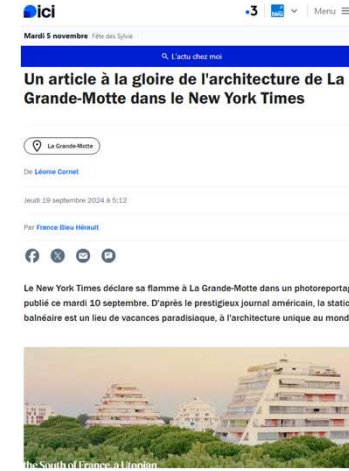 ici
3
Menu
Mardi 5 novembre Fête des Sylvie
L'actu chez moi
Un article à la gloire de l'architecture de La
Grande-Motte dans le New York Times
La Grande-Motte
De Léonie Cornet
Jeudi 19 septembre 2024 à 5:12
Par France Bleu Hérault
Le New York Times déclare sa flamme à La Grande-Motte dans un photoreportag
publié ce mardi 10 septembre. D'après le prestigieux journal américain, la static
balnéaire est un lieu de vacances paradisiaque, à l'architecture unique au mond
the South of France, a Utopian